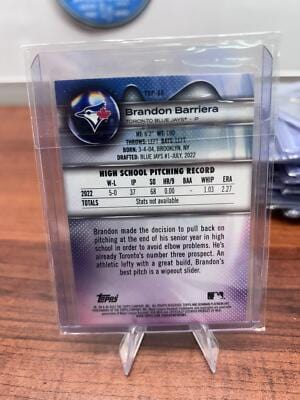 TOP-68
Brandon Barriera
TORONTO BLUE JAYS® - P
HT: 6'2" WT: 180
THROWS: LEFT BATS: LEFT
BORN: 3-4-04, BROOKLYN, NY
DRAFTED: BLUE JAYS #1-JULY, 2022
HIGH SCHOOL PITCHING RECORD
W-L IP SO HR/9 BAA WHIP ERA
2022 5-0 37 68 0.00 - 1.03 2.27
TOTALS Stats not available
Brandon made the decision to pull back on
pitching at the end of his senior year in high
school in order to avoid elbow problems. He's
already Toronto's number three prospect. An
athletic lefty with a great build, Brandon's
best pitch is a wipeout slider.
Topps